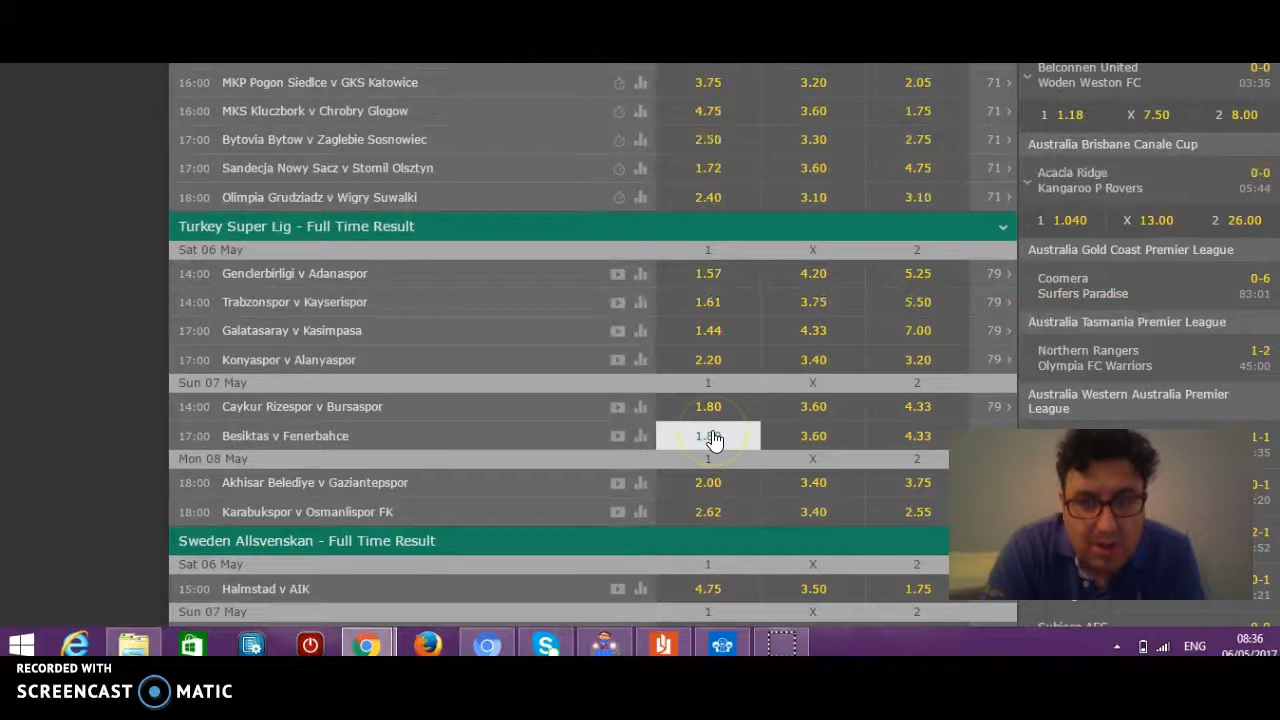 16:00 MKP Pogon Siedlce v GKS Katowice 3.75 3.20 2.05 71
16:00 MKS Kluczbork v Chrobry Glogow 4.75 3.60 1.75 71
17:00 Bytovia Bytow v Zaglebie Sosnowiec 2.50 3.30 2.75 71
17:00 Sandecja Nowy Sacz v Stomil Olsztyn 1.72 3.60 4.75 71
18:00 Olimpia Grudziadz v Wigry Suwalki 2.40 3.10 3.10 71
Turkey Super Lig - Full Time Result
Sat 06 May 1 X 2
14:00 Genclerbirligi v Adanaspor 1.57 4.20 5.25 79
14:00 Trabzonspor v Kayserispor 1.61 3.75 5.50 79
17:00 Galatasaray v Kasimpasa 1.44 4.33 7.00 79
17:00 Konyaspor v Alanyaspor 2.20 3.40 3.20 79
Sun 07 May 1 X 2
14:00 Caykur Rizespor v Bursaspor 1.80 3.60 4.33 79
17:00 Besiktas v Fenerbahce 3.60 4.33
Mon 08 May 1 X 2
18:00 Akhisar Belediye v Gaziantepspor 2.00 3.40 3.75
18:00 Karabukspor v Osmanlispor FK 2.62 3.40 2.55
Sweden Allsvenskan - Full Time Result
Sat 06 May 1 X 2
15:00 Halmstad v AIK 4.75 3.50 1.75
Sun 07 May 1 X 2
Belconnen United 0-0
Woden Weston FC 03:35
1 1.18 X 7.50 2 8.00
Australia Brisbane Canale Cup
Acacia Ridge 0-0
Kangaroo P Rovers 05:44
1 1.040 X 13.00 2 26.00
Australia Gold Coast Premier League
Coomera 0-6
Surfers Paradise 83:01
Australia Tasmania Premier League
Northern Rangers 1-2
Olympia FC Warriors 45:00
Australia Western Australia Premier
League
ENG
08:36
06/05/2017
RECORDED WITH
SCREENCAST MATIC